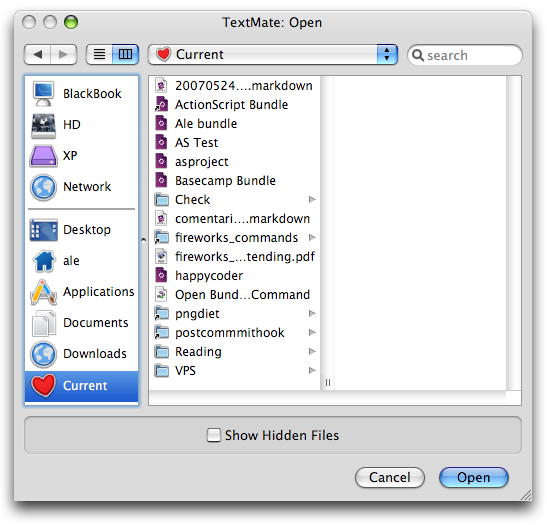 TextMate: Open
Current
search
BlackBook
HD
XP
Network
Desktop
ale
Applications
Documents
Downloads
Current
20070524....markdown
ActionScript Bundle
Ale bundle
AS Test
asproject
Basecamp Bundle
Check
comentari....markdown
fireworks_commands
fireworks_...tending.pdf
happycoder
Open Bund...Command
pngdiet
postcommmithook
Reading
VPS
Show Hidden Files
Cancel
Open